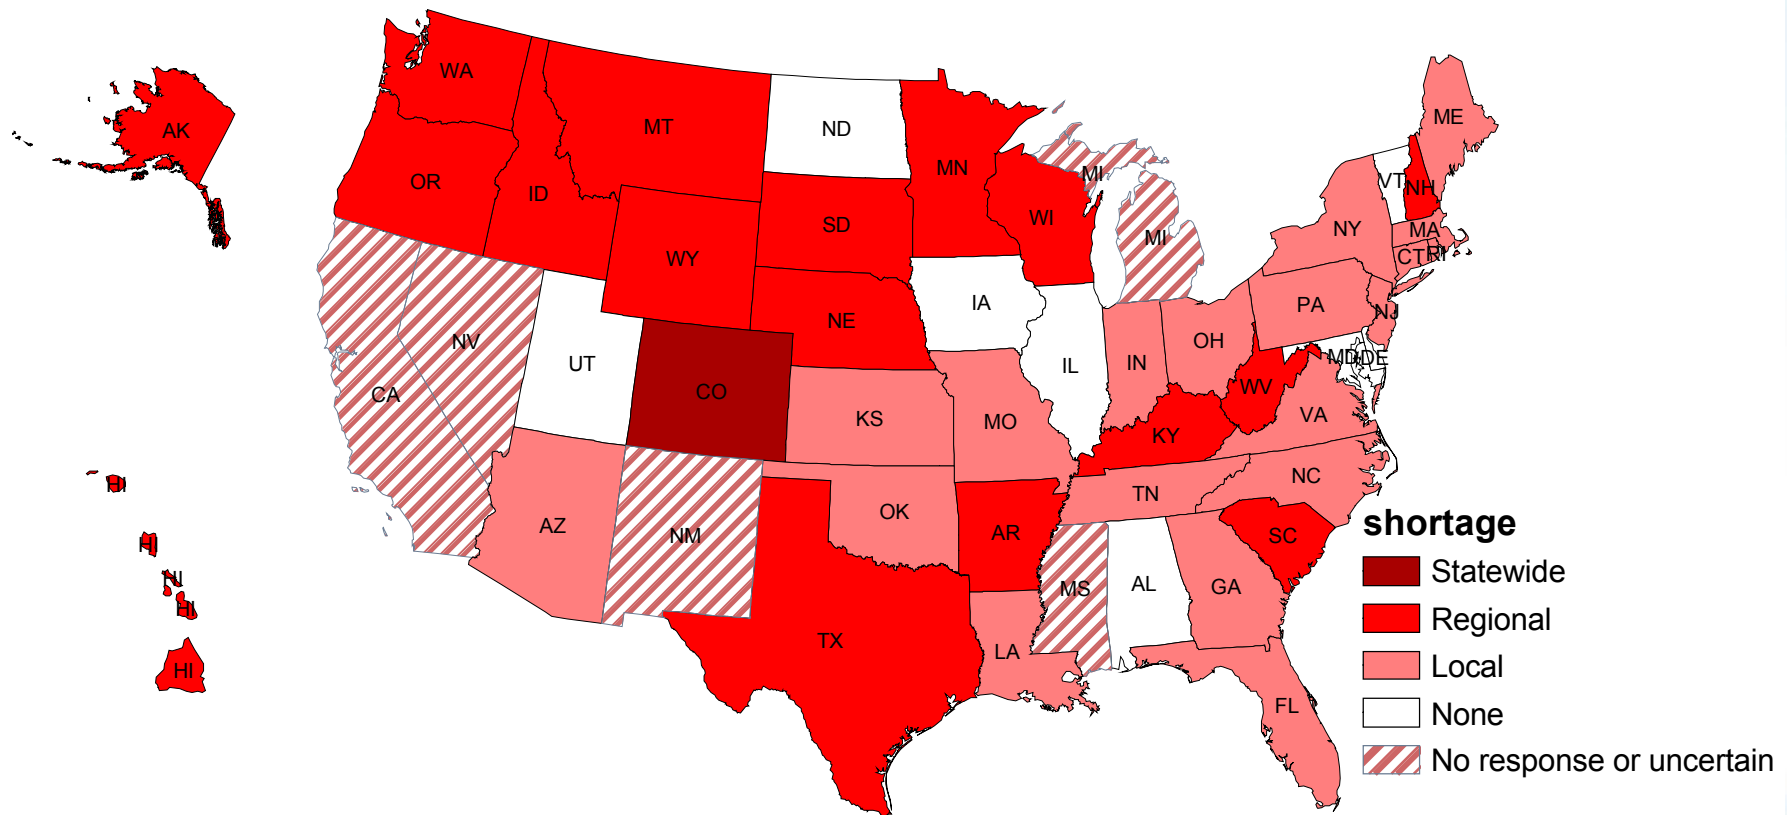 WA
MT
ND
MN
ME
AK
OR
ID
SD
WI
MI
MI
VT
NH
NY
MA
CT
RI
WY
NE
IA
PA
NJ
NV
UT
CO
IL
IN
OH
MD
DE
CA
KS
MO
WV
VA
KY
HI
HI
HI
HI
HI
AZ
NM
OK
AR
TN
NC
SC
MS
AL
GA
TX
LA
FL
shortage
Statewide
Regional
Local
None
No response or uncertain